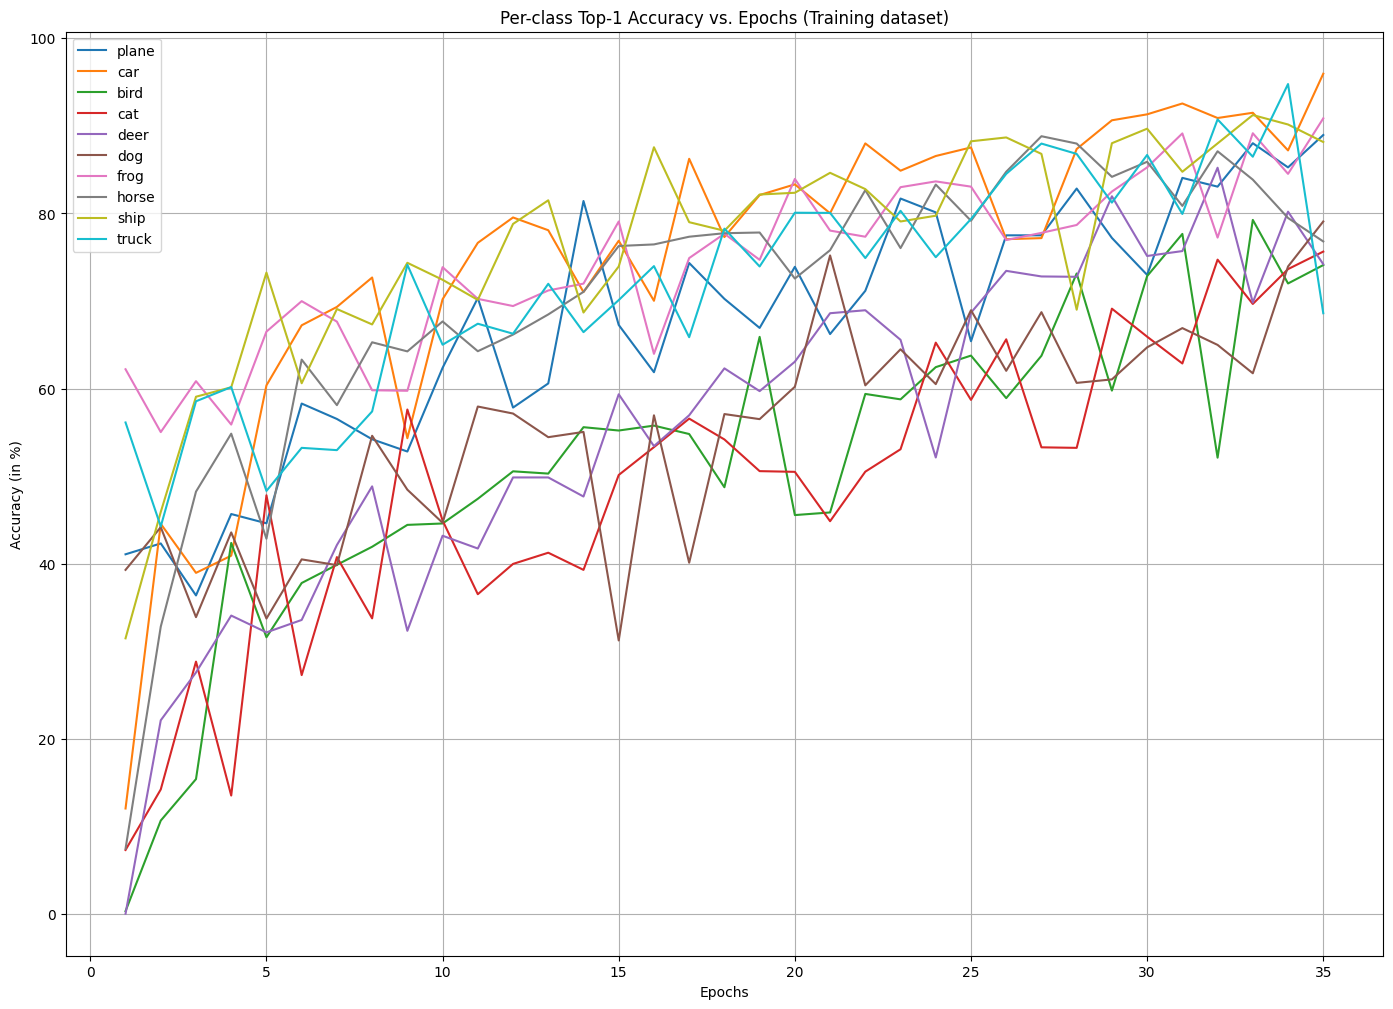 Per-class Top-1 Accuracy vs. Epochs (Training dataset)
100
80
60
40
20
0
Accuracy (in %)
plane
car
bird
cat
deer
dog
frog
horse
ship
truck
0 5 10 15 20 25 30 35
Epochs